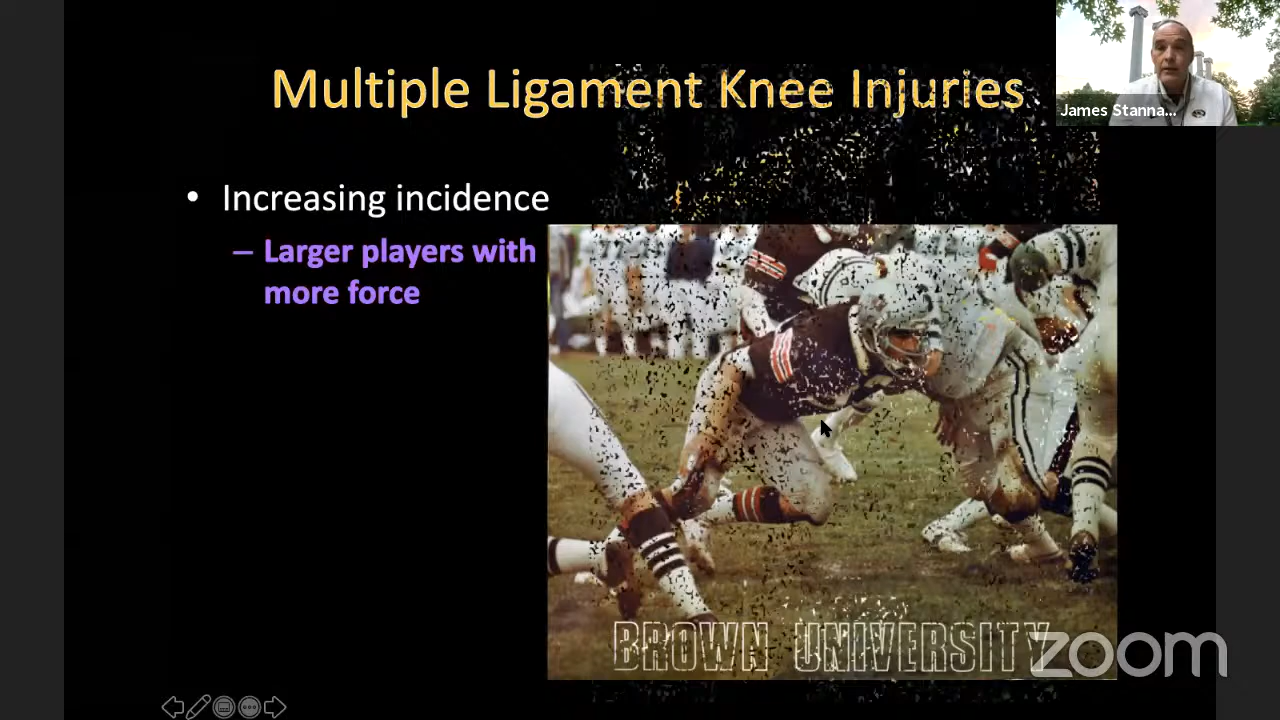 Multiple Ligament Knee Injuries
James Stanna...
• Increasing incidence
– Larger players with
more force
BROWN UNIVERSITY
zoom